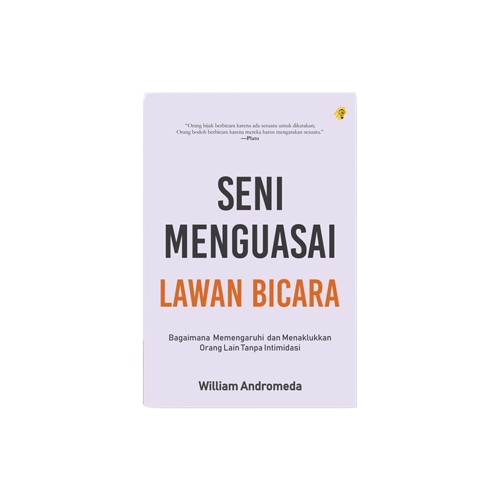 "Orang bijak berbicara karena ada sesuatu untuk dikatakan,
Orang bodoh berbicara karena mereka harus mengatakan sesuatu."
—Plato
SENI
MENGUASAI
LAWAN BICARA
Bagaimana Memengaruhi dan Menaklukkan
Orang Lain Tanpa Intimidasi
William Andromeda